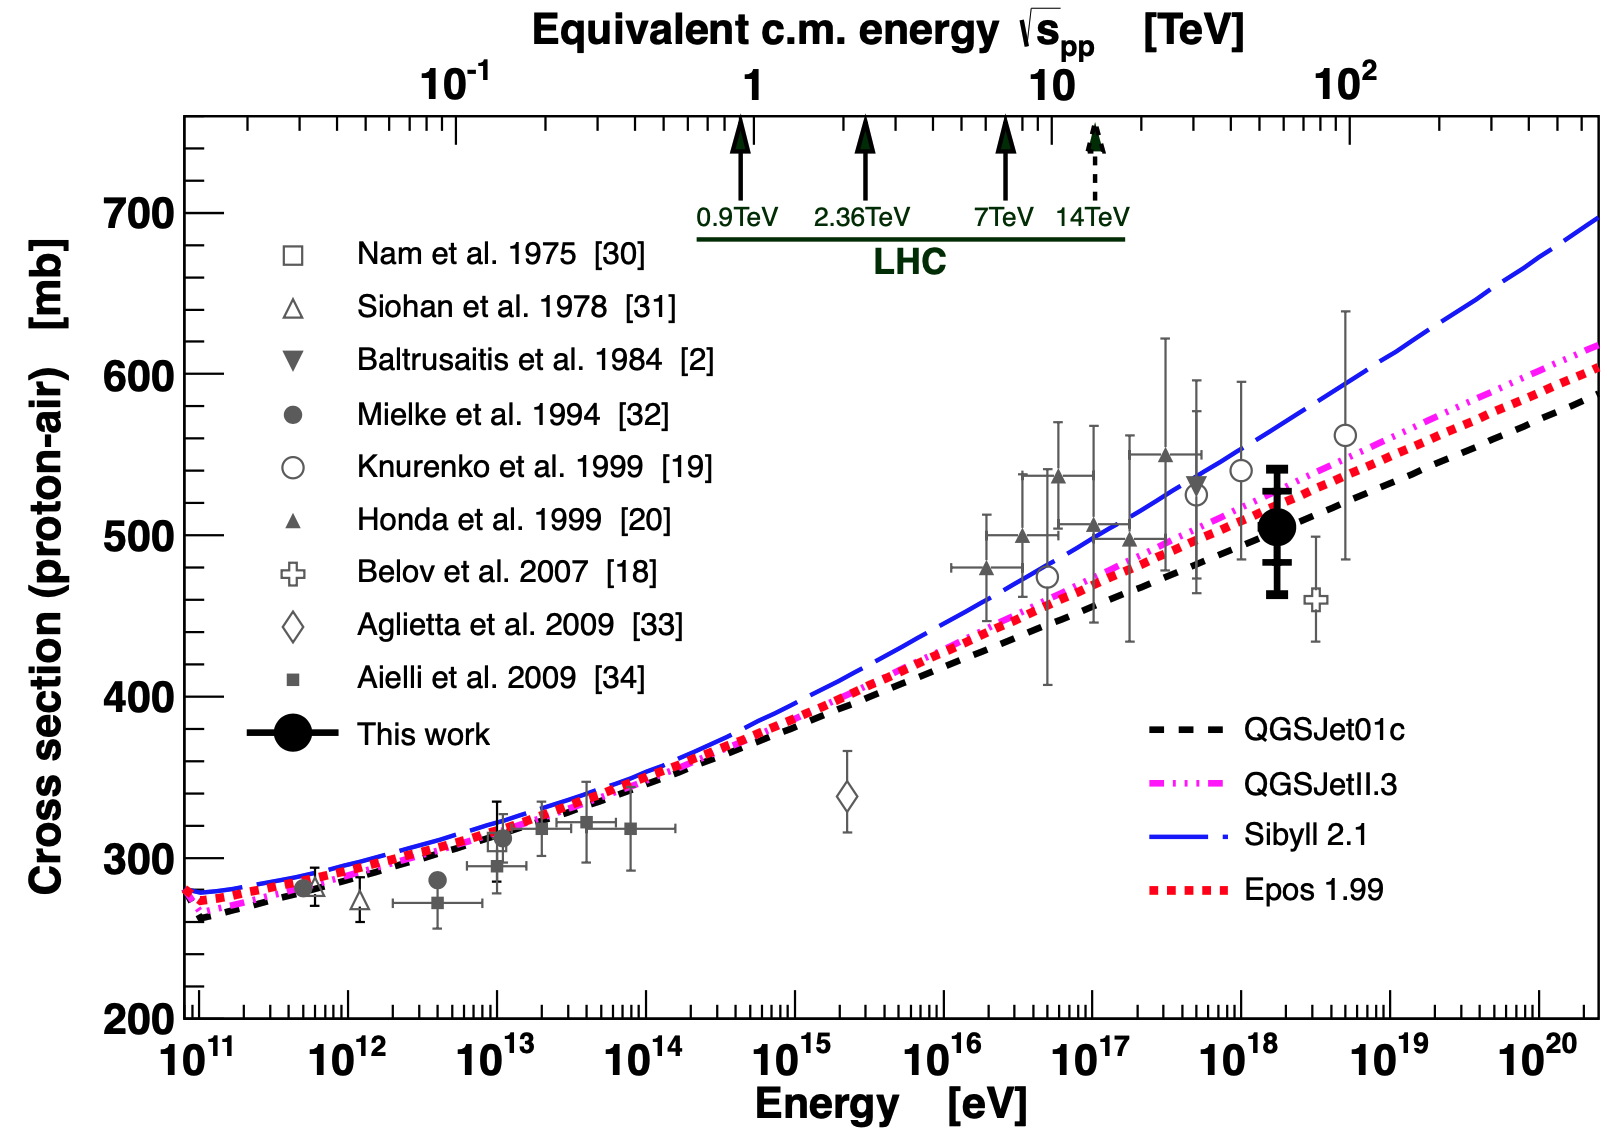 Equivalent c.m. energy √s_pp [TeV]
10^-1 1 10 10^2
0.9TeV 2.36TeV 7TeV 14TeV
LHC
Cross section (proton-air) [mb]
700
600
500
400
300
200
Nam et al. 1975 [30]
Siohan et al. 1978 [31]
Baltrusaitis et al. 1984 [2]
Mielke et al. 1994 [32]
Knurenko et al. 1999 [19]
Honda et al. 1999 [20]
Belov et al. 2007 [18]
Aglietta et al. 2009 [33]
Aielli et al. 2009 [34]
This work
QGSJet01c
QGSJetII.3
Sibyll 2.1
Epos 1.99
10^11 10^12 10^13 10^14 10^15 10^16 10^17 10^18 10^19 10^20
Energy [eV]